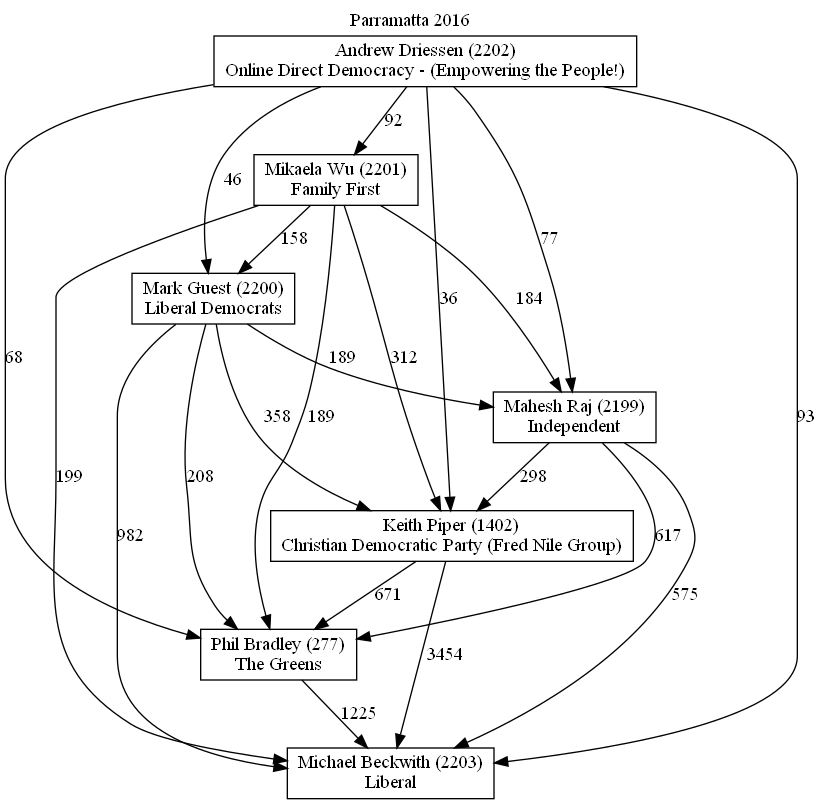 Parramatta 2016
Andrew Driessen (2202)
Online Direct Democracy - (Empowering the People!)
92
Mikaela Wu (2201)
Family First
46
158
77
Mark Guest (2200)
Liberal Democrats
36
184
68
189
312
Mahesh Raj (2199)
Independent
358
189
93
199
208
298
982
Keith Piper (1402)
Christian Democratic Party (Fred Nile Group)
617
671
575
Phil Bradley (277)
The Greens
3454
1225
Michael Beckwith (2203)
Liberal